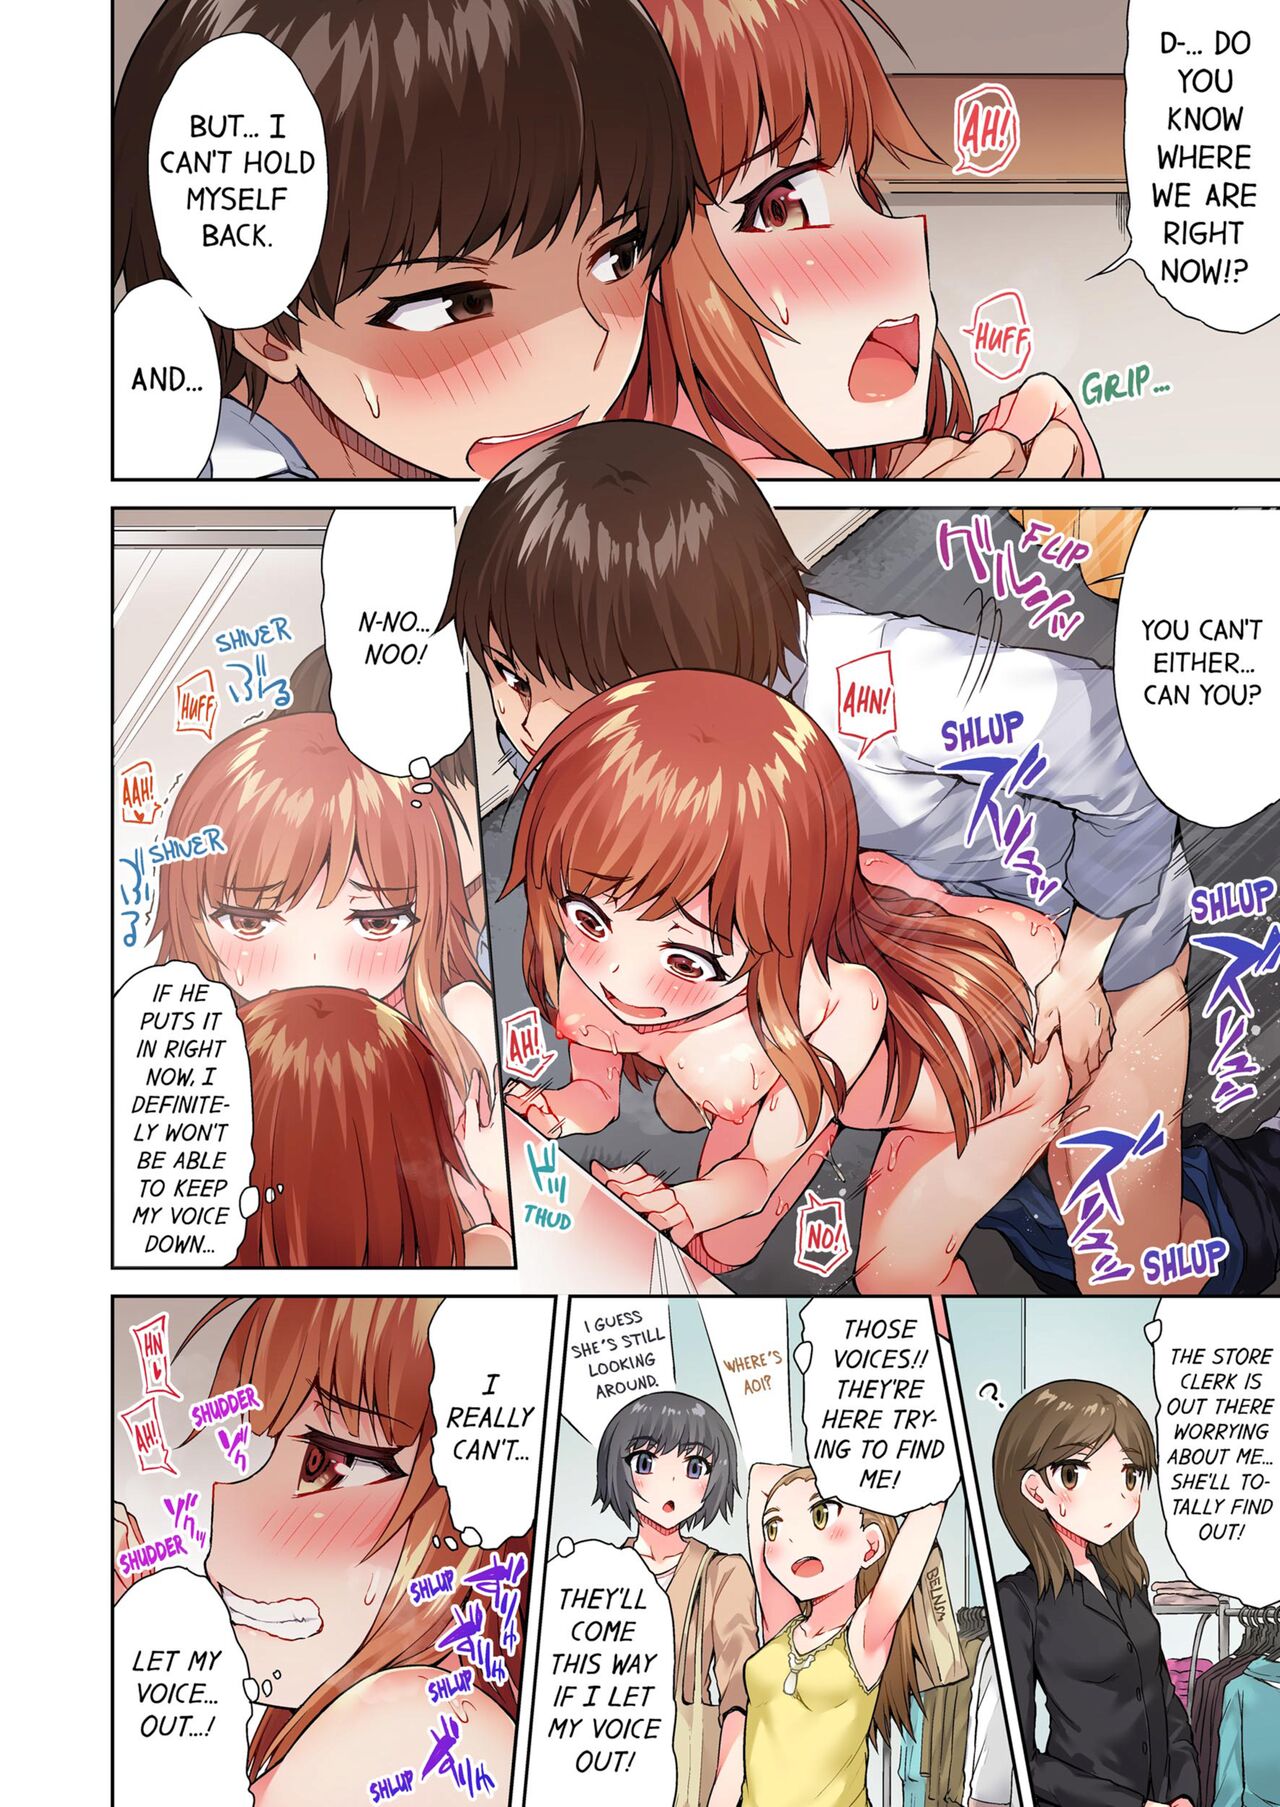 D-... DO
YOU
KNOW
WHERE
WE ARE
RIGHT
NOW!?
AH!
HUFF
GRIP...
BUT... I
CAN'T HOLD
MYSELF
BACK.
AND...
YOU CAN'T
EITHER...
CAN YOU?
FLIP
AHN!
SHLUP
SHLUP
SHLUP
AH!
NO!
ドッ
THUD
N-NO...
NOO!
SHIVER
HUFF
AAH!
SHIVER
IF HE
PUTS IT
IN RIGHT
NOW, I
DEFINITE-
LY WON'T
BE ABLE
TO KEEP
MY VOICE
DOWN...
THE STORE
CLERK IS
OUT THERE
WORRYING
ABOUT ME...
SHE'LL TO-
TALLY FIND
OUT!
?
THOSE
VOICES!!
THEY'RE
HERE TRY-
ING TO FIND
ME!
WHERE'S
AOI?
I GUESS
SHE'S STILL
LOOKING
AROUND.
THEY'LL
COME
THIS WAY
IF I LET
MY VOICE
OUT!
I
REALLY
CAN'T...
HN
AH!
SHUDDER
SHUDDER
SHLUP
SHLUP
SHLUP
LET MY
VOICE...
OUT...!